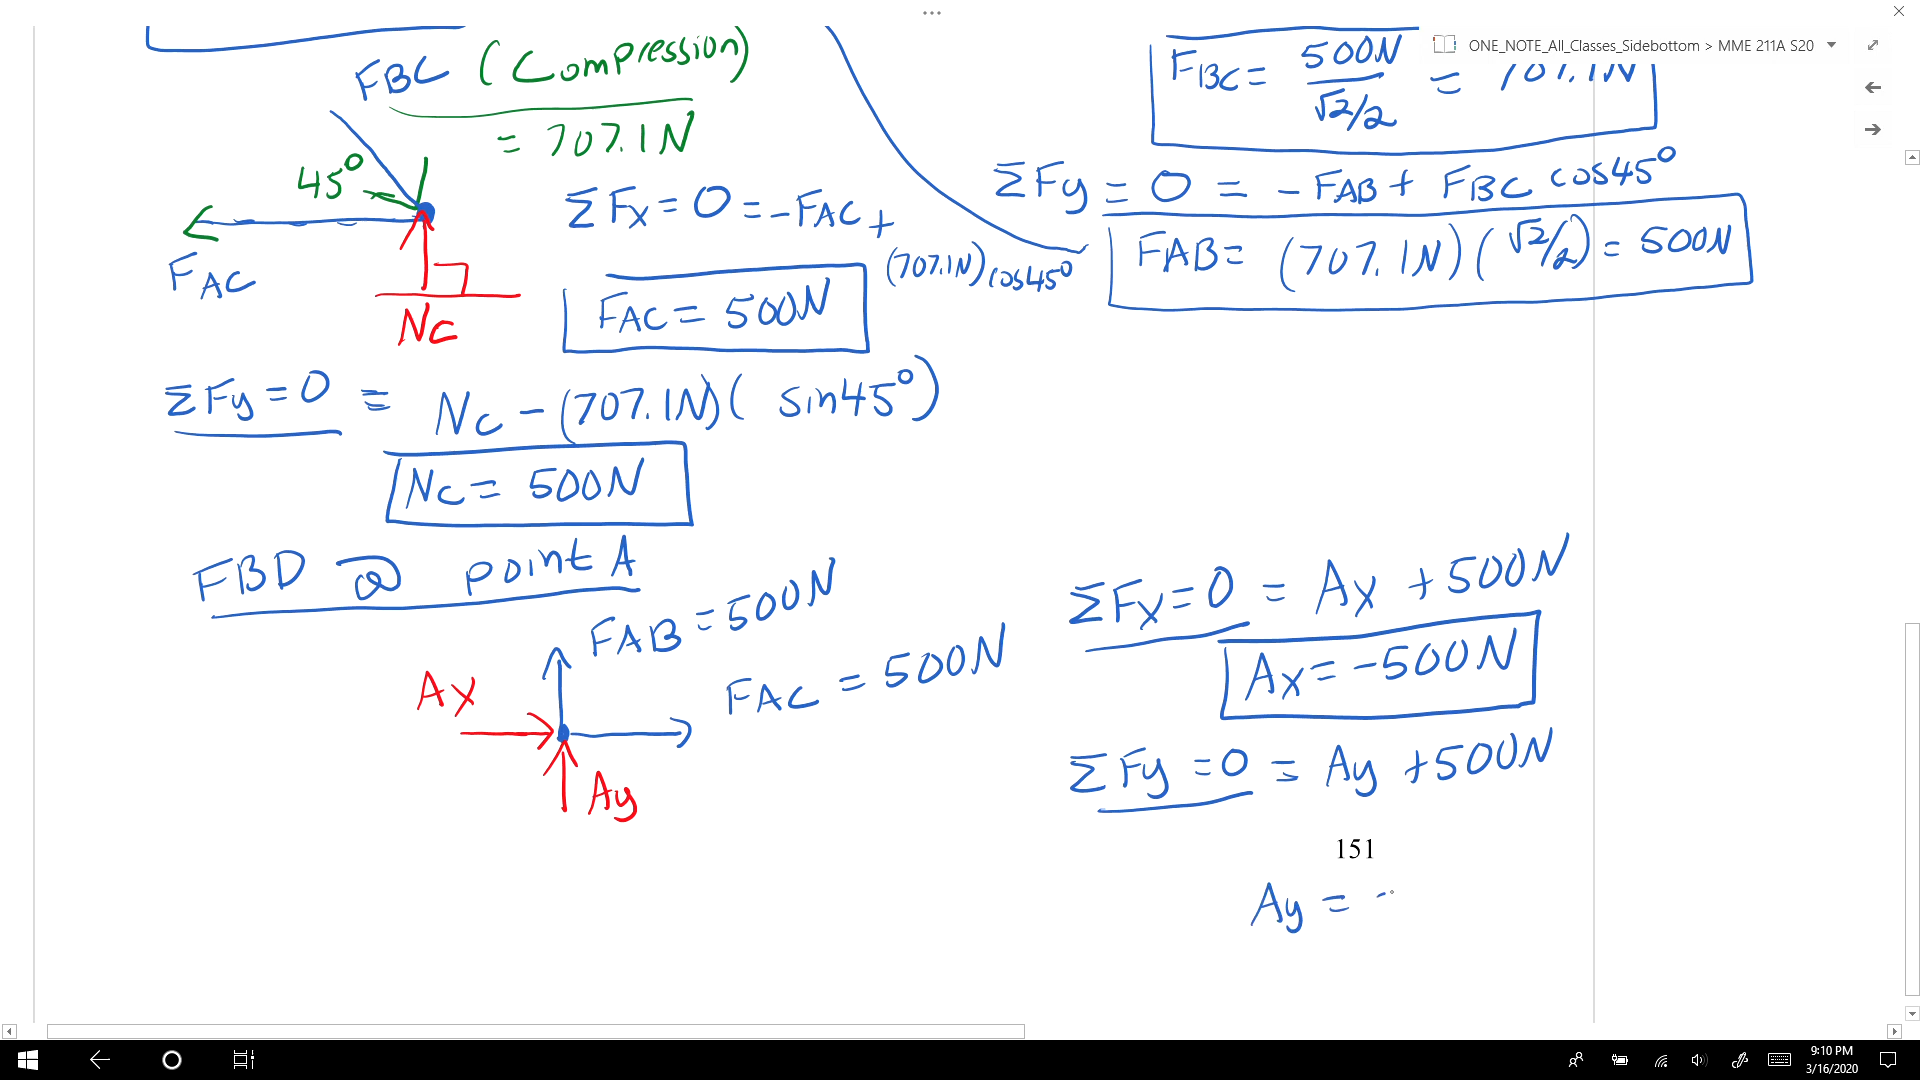 ONE_NOTE_All_Classes_Sidebottom > MME 211A S20
FBC (Compression)
= 707.1N
FBC = 500N / √2/2 = 707.1N
45°
ΣFx = 0 = -FAC +
(707.1N) cos45°
ΣFy = 0 = -FAB + FBC cos45°
FAB = (707.1N)(√2/2) = 500N
FAC
FAC = 500N
NC
ΣFy = 0 = NC - (707.1N)( sin45°)
NC = 500N
FBD @ point A
FAB = 500N
FAC = 500N
Ax
Ay
ΣFx = 0 = Ax + 500N
Ax = -500N
ΣFy = 0 = Ay + 500N
151
Ay = -
9:10 PM
3/16/2020